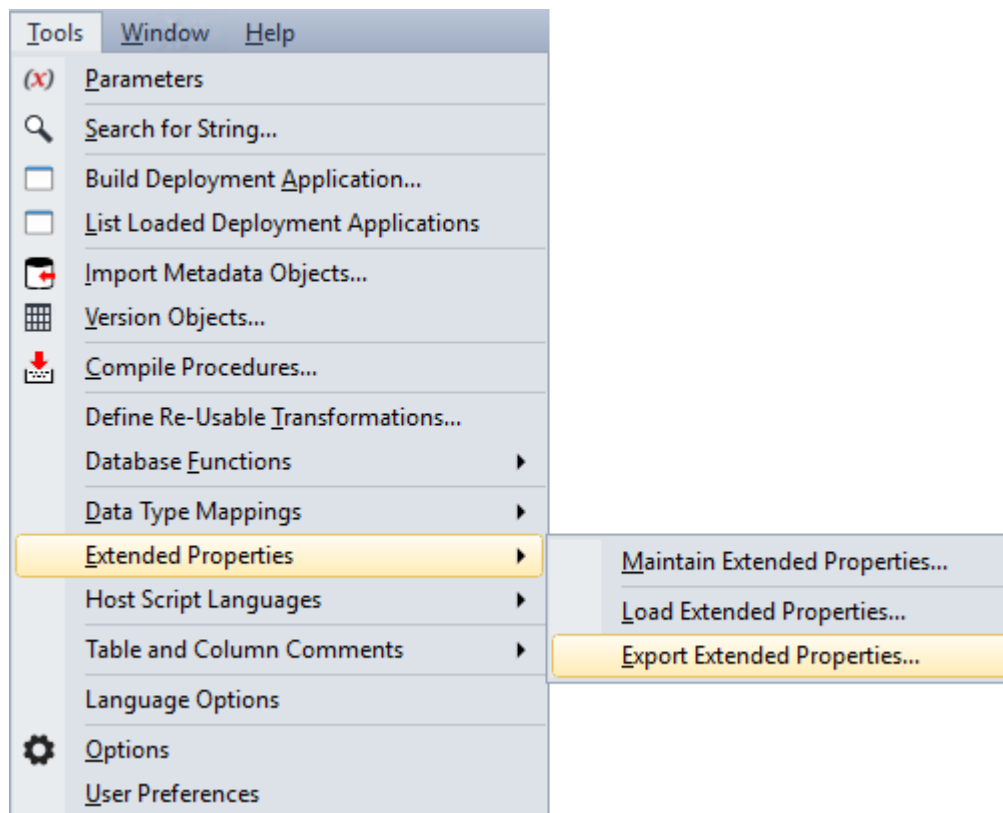 Tools Window Help
(x) Parameters
Search for String...
Build Deployment Application...
List Loaded Deployment Applications
Import Metadata Objects...
Version Objects...
Compile Procedures...
Define Re-Usable Transformations...
Database Functions
Data Type Mappings
Extended Properties
Maintain Extended Properties...
Host Script Languages
Load Extended Properties...
Table and Column Comments
Export Extended Properties...
Language Options
Options
User Preferences